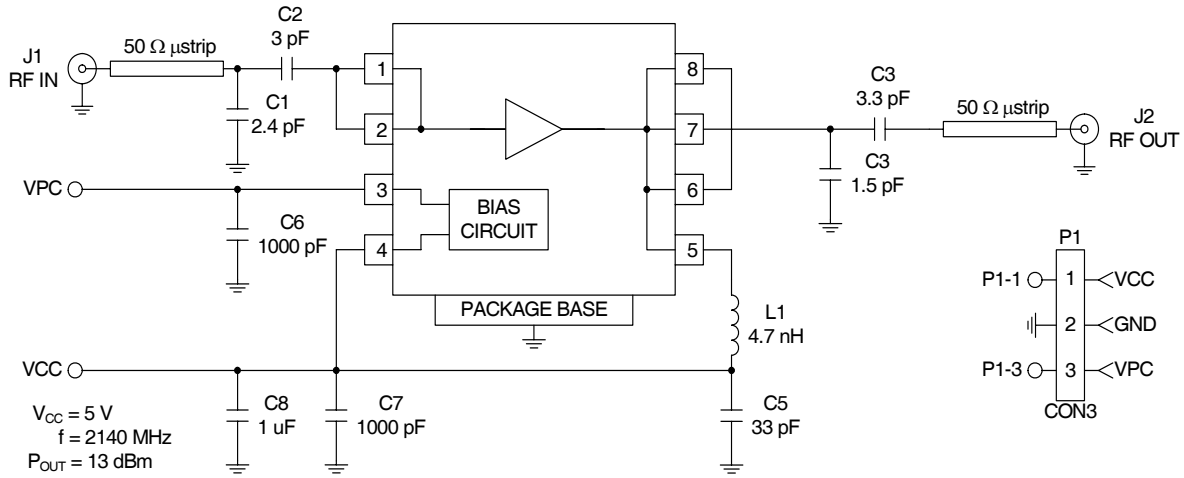 J1
RF IN
50 Ω µstrip
C2
3 pF
C1
2.4 pF
1
2
3
4
8
7
6
5
C3
3.3 pF
50 Ω µstrip
J2
RF OUT
C3
1.5 pF
VPC
C6
1000 pF
BIAS
CIRCUIT
PACKAGE BASE
L1
4.7 nH
VCC
C8
1 uF
C7
1000 pF
C5
33 pF
VCC = 5 V
f = 2140 MHz
POUT = 13 dBm
P1
P1-1
1
VCC
2
GND
P1-3
3
VPC
CON3